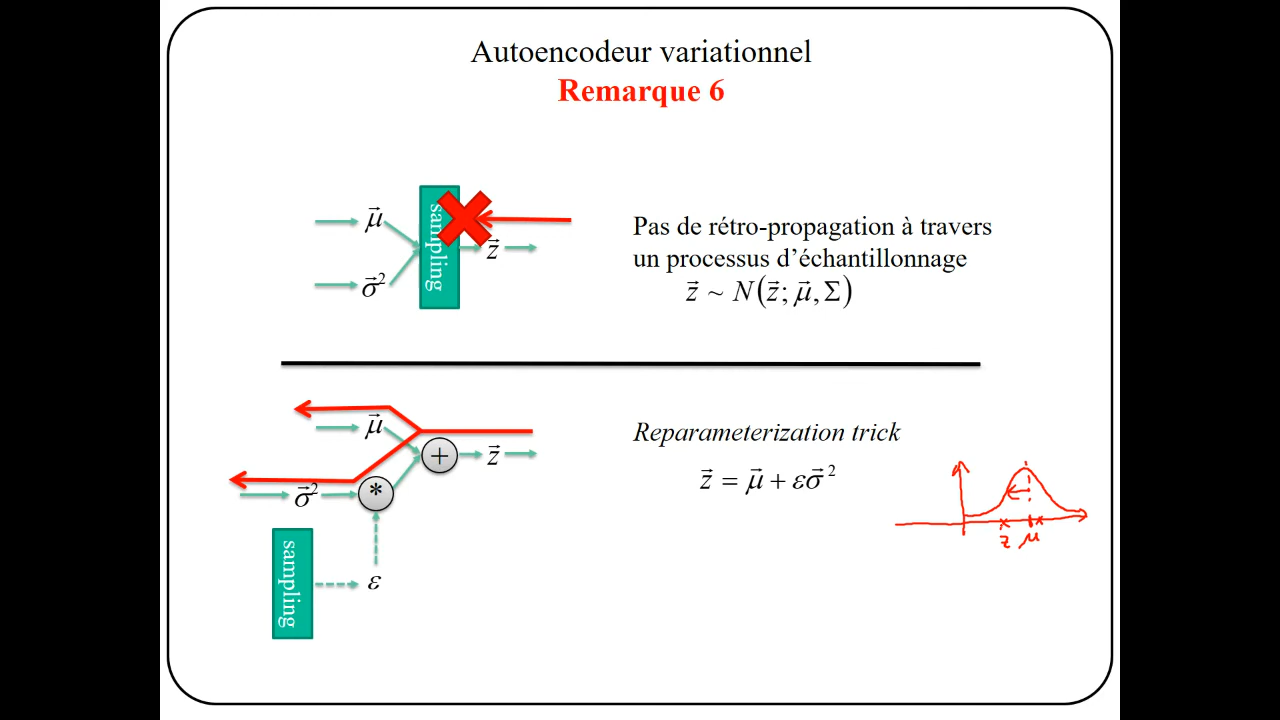 Autoencodeur variationnel
Remarque 6
μ⃗
σ⃗²
sampling
z⃗
Pas de rétro-propagation à travers
un processus d’échantillonnage
z⃗ ~ N(z⃗; μ⃗, Σ)
μ⃗
+
z⃗
σ⃗²
*
sampling
ε
Reparameterization trick
z⃗ = μ⃗ + εσ⃗ ²
z μ